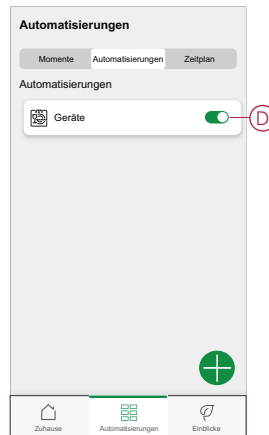 Automatisierungen
Momente Automatisierungen Zeitplan
Automatisierungen
Geräte
D
Zuhause Automatisierungen Einblicke